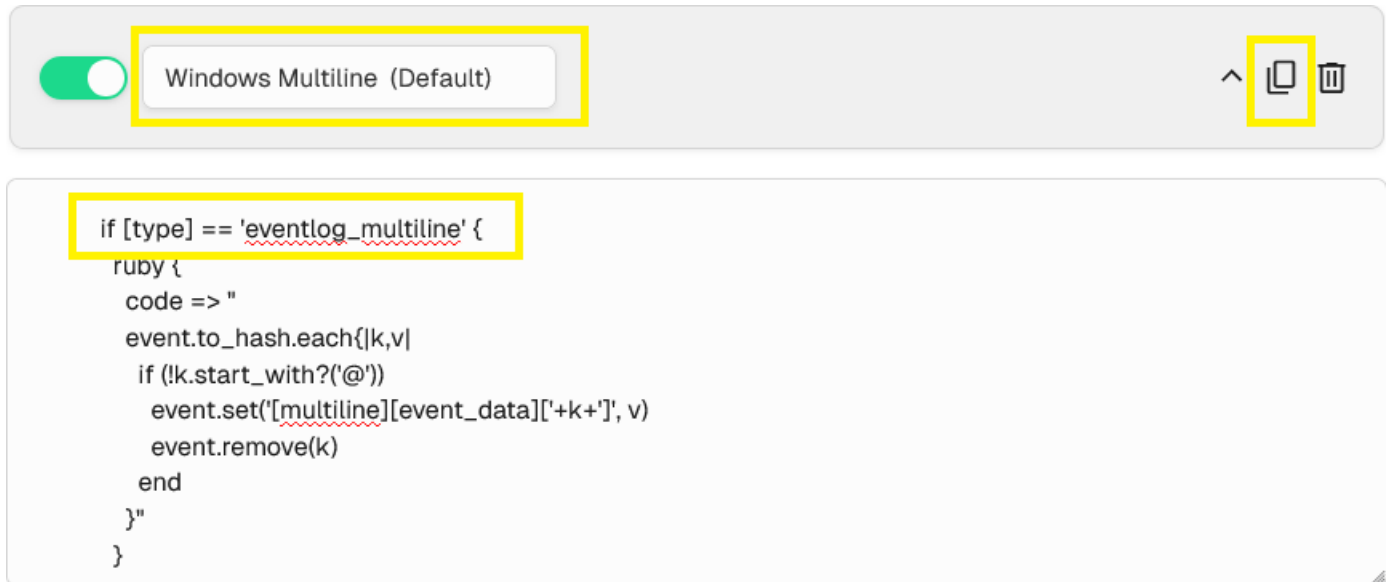 Windows Multiline (Default)
if [type] == 'eventlog_multiline' {
ruby {
code => "
event.to_hash.each{|k,v|
if (!k.start_with?('@'))
event.set('[multiline][event_data]['+k+']', v)
event.remove(k)
end
}"
}